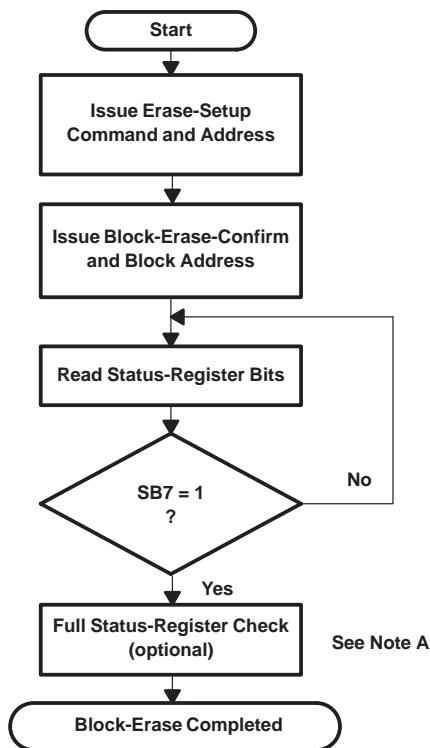 Start
Issue Erase-Setup
Command and Address
Issue Block-Erase-Confirm
and Block Address
Read Status-Register Bits
SB7 = 1
?
No
Yes
Full Status-Register Check
(optional)
See Note A
Block-Erase Completed